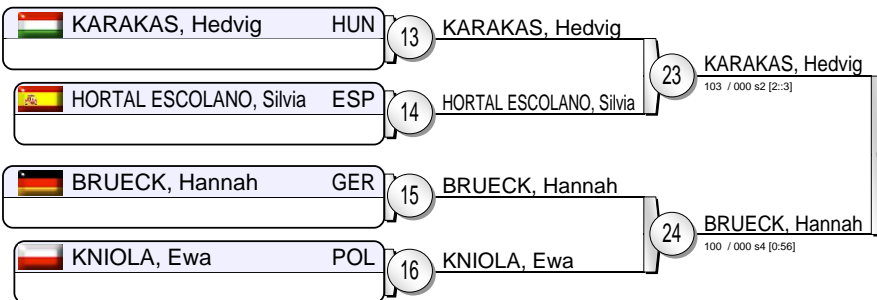 KARAKAS, Hedvig HUN 13 KARAKAS, Hedvig
23 KARAKAS, Hedvig
103 / 000 s2 [2::3]
HORTAL ESCOLANO, Silvia ESP 14 HORTAL ESCOLANO, Silvia
BRUECK, Hannah GER 15 BRUECK, Hannah
24 BRUECK, Hannah
100 / 000 s4 [0:56]
KNIOLA, Ewa POL 16 KNIOLA, Ewa